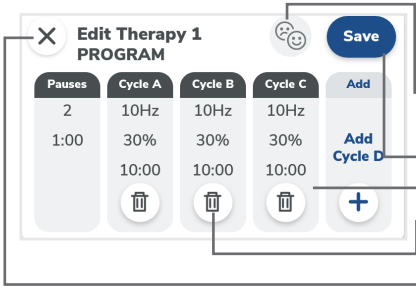 Edit Therapy 1
PROGRAM
Save
Pauses Cycle A Cycle B Cycle C Add
2 10Hz 10Hz 10Hz
1:00 30% 30% 30% Add
Cycle D
10:00 10:00 10:00